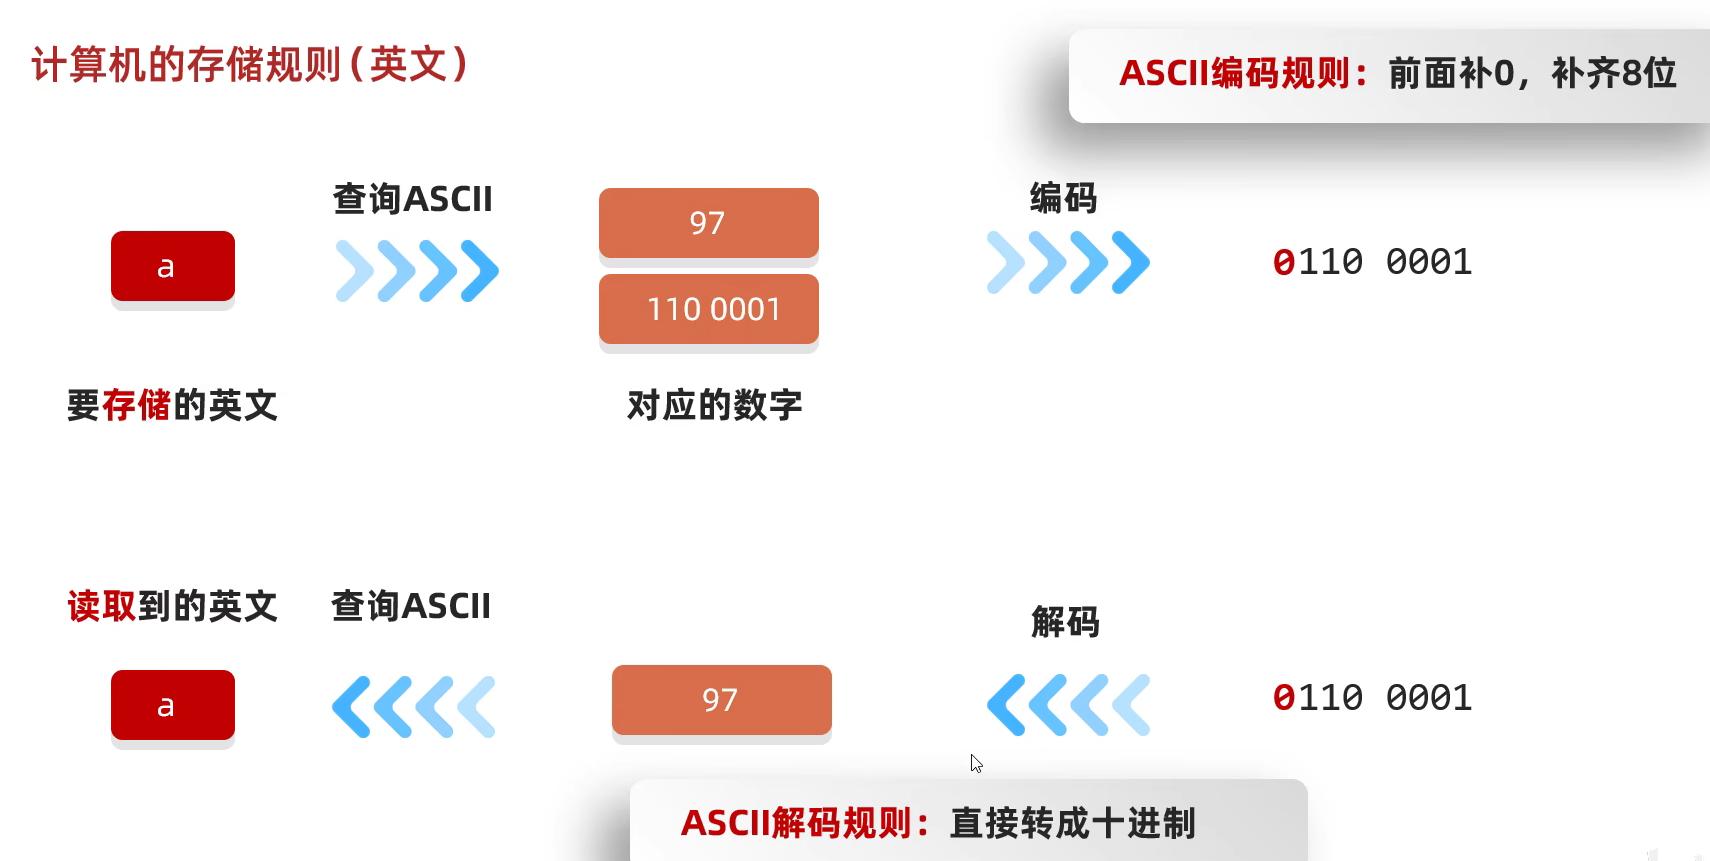 计算机的存储规则(英文)
ASCII编码规则：前面补0，补齐8位
查询ASCII
编码
a
97
110 0001
0110 0001
要存储的英文
对应的数字
读取到的英文
查询ASCII
解码
a
97
0110 0001
ASCII解码规则：直接转成十进制